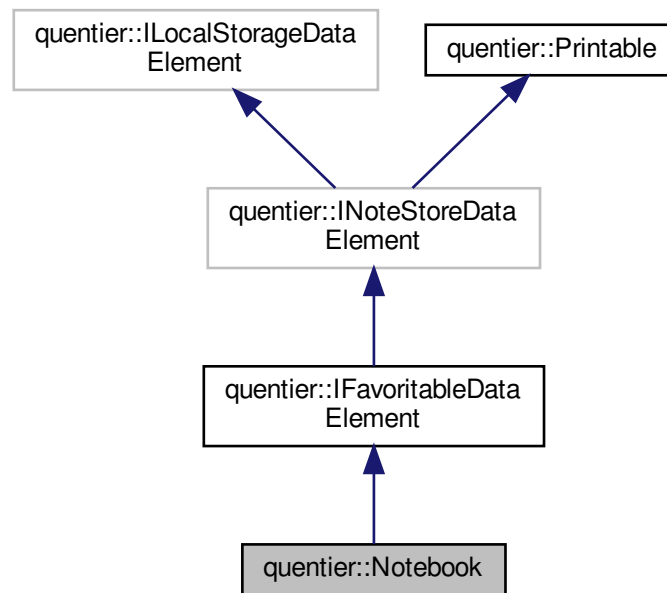 quentier::ILocalStorageData
Element
quentier::Printable
quentier::INoteStoreData
Element
quentier::IFavoritableData
Element
quentier::Notebook